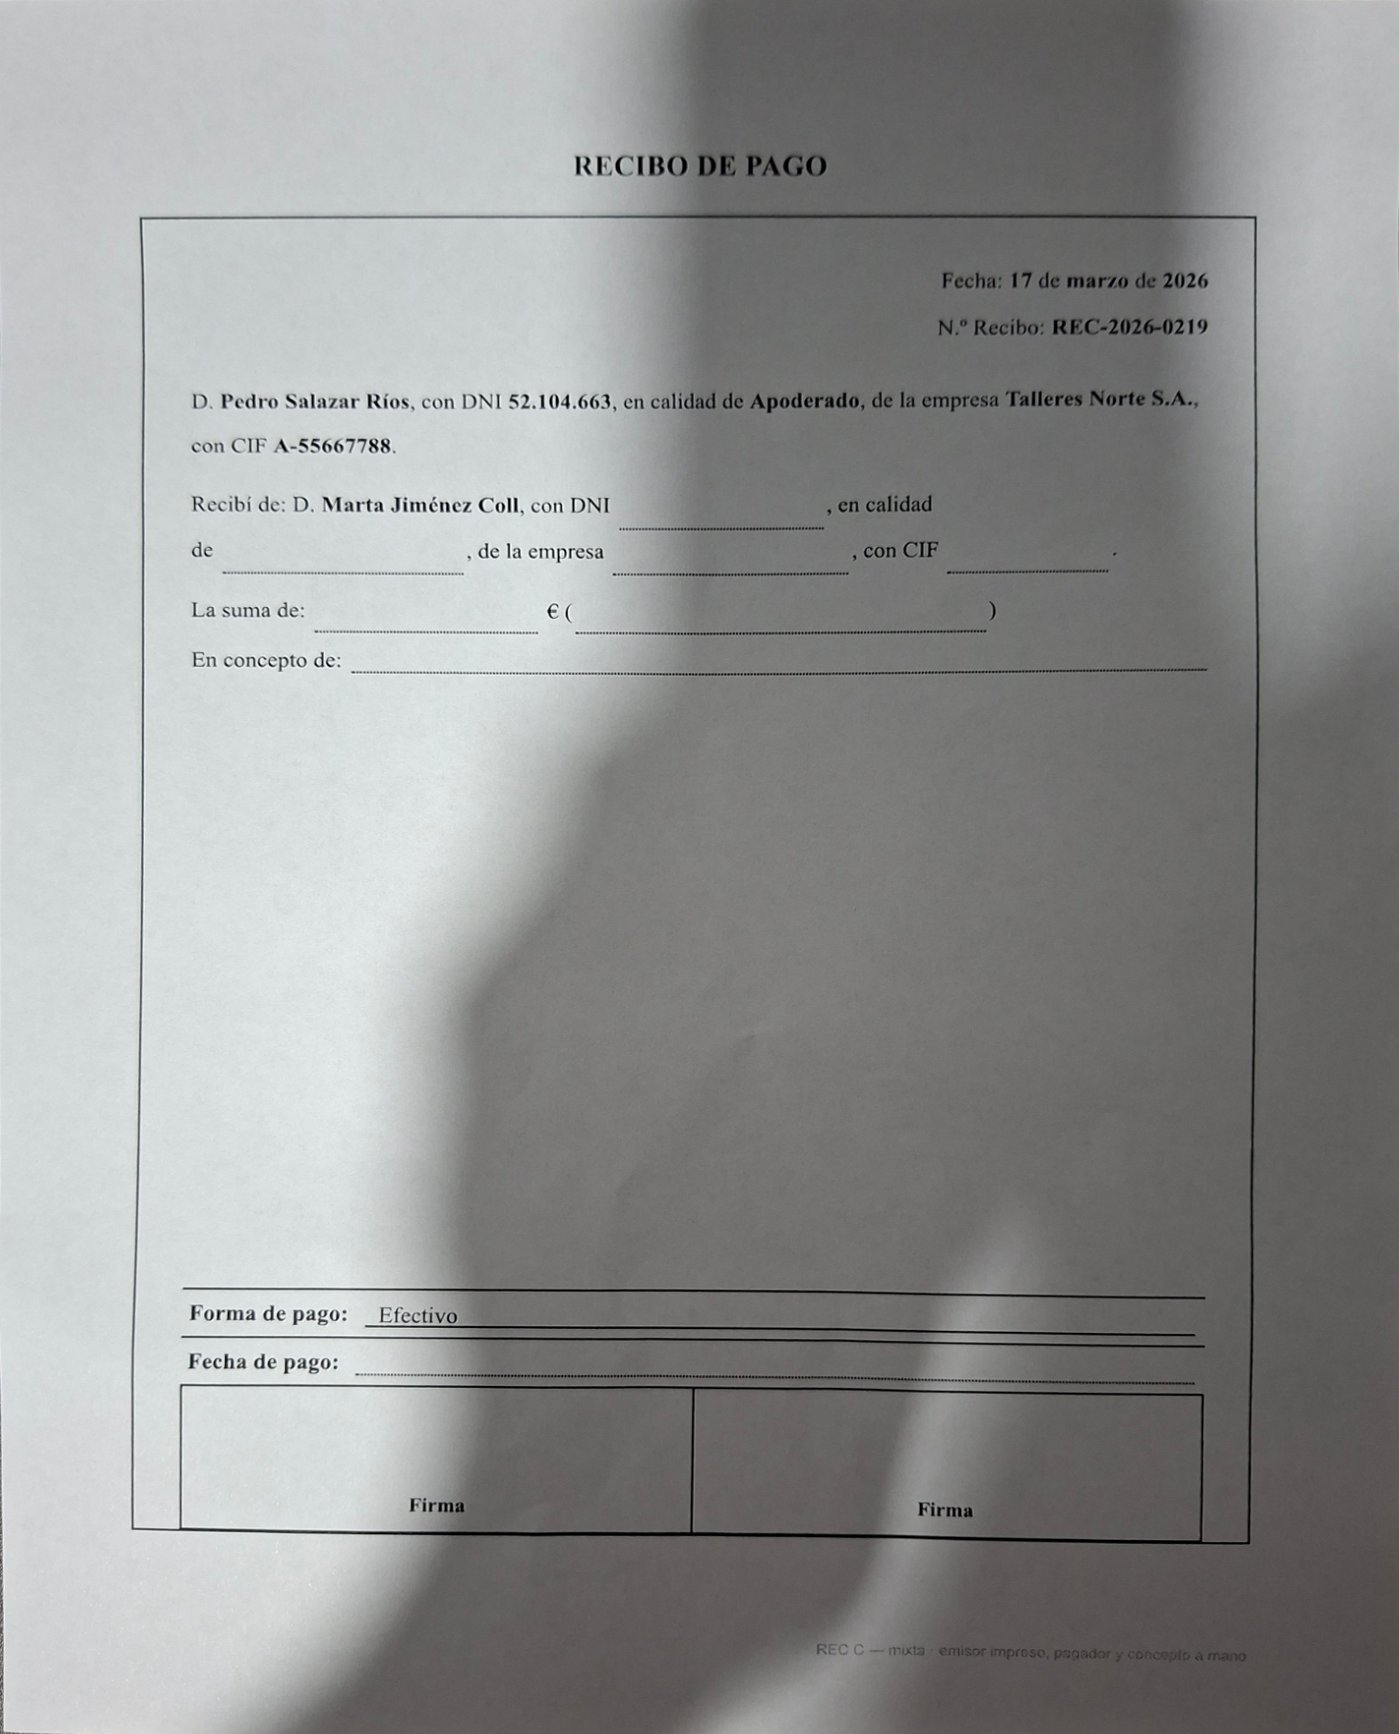 RECIBO DE PAGO
Fecha: 17 de marzo de 2026
N.º Recibo: REC-2026-0219
D. Pedro Salazar Ríos, con DNI 52.104.663, en calidad de Apoderado, de la empresa Talleres Norte S.A.,
con CIF A-55667788.
Recibí de: D. Marta Jiménez Coll, con DNI , en calidad
de , de la empresa , con CIF .
La suma de: € ( )
En concepto de:
Forma de pago: Efectivo
Fecha de pago:
Firma Firma
REC C — mixta · emisor impreso, pagador y concepto a mano